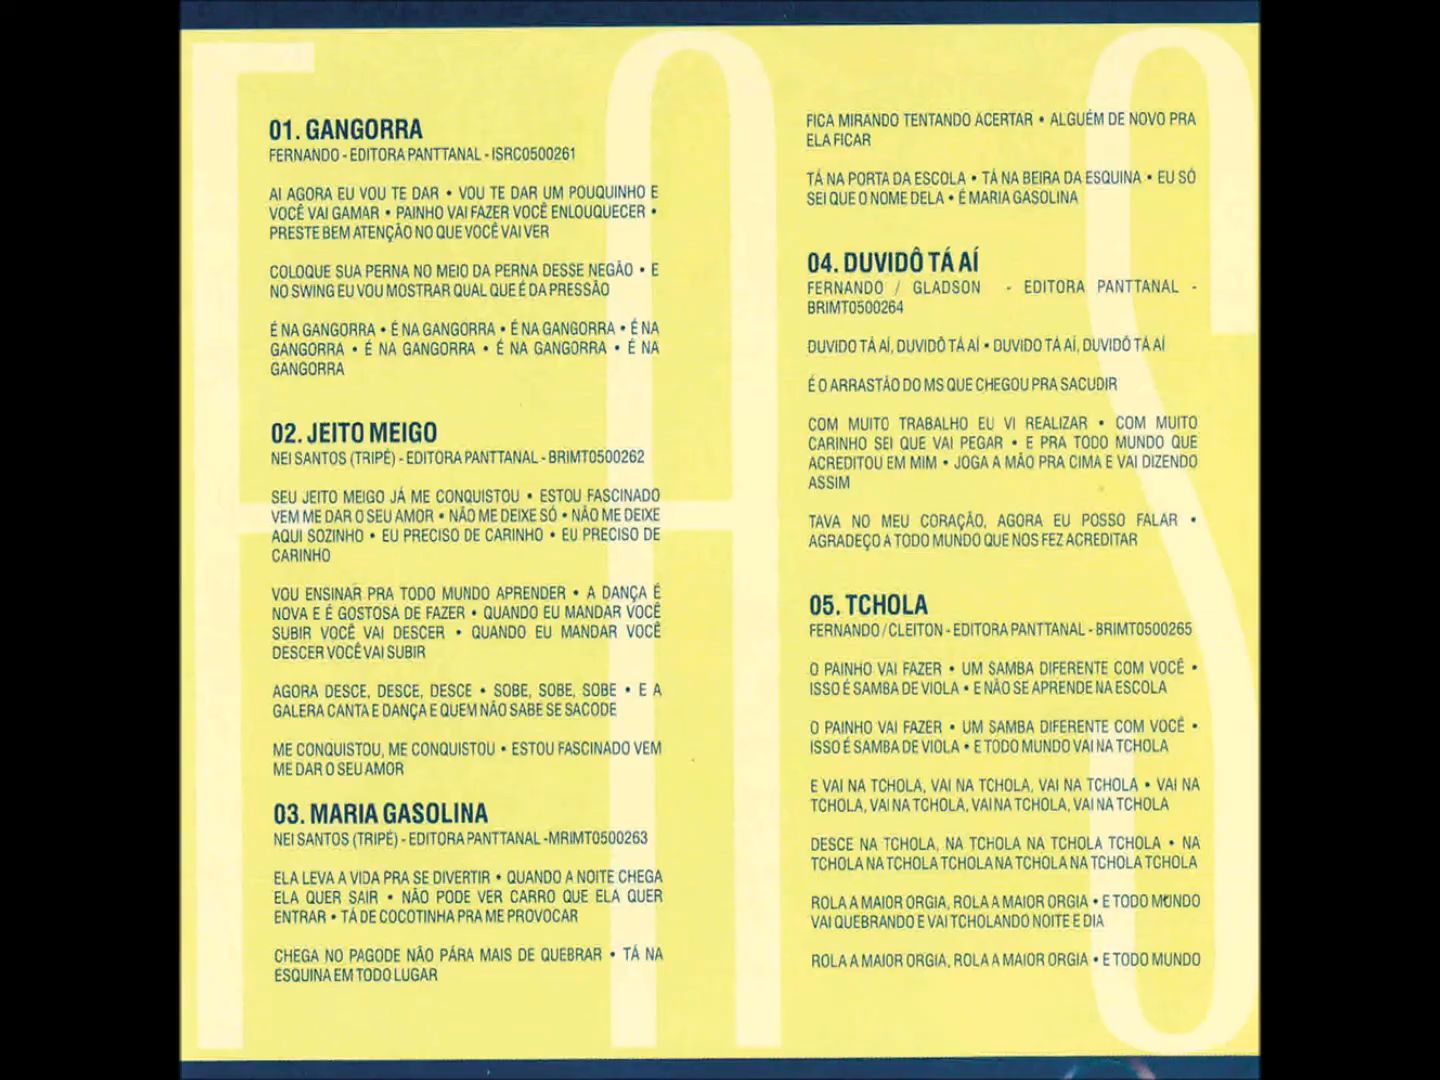 01. GANGORRA
FERNANDO - EDITORA PANTTANAL - ISRC0500261
AI AGORA EU VOU TE DAR • VOU TE DAR UM POUQUINHO E
VOCÊ VAI GAMAR • PAINHO VAI FAZER VOCÊ ENLOUQUECER •
PRESTE BEM ATENÇÃO NO QUE VOCÊ VAI VER
COLOQUE SUA PERNA NO MEIO DA PERNA DESSE NEGÃO • E
NO SWING EU VOU MOSTRAR QUAL QUE É DA PRESSÃO
É NA GANGORRA • É NA GANGORRA • É NA GANGORRA • É NA
GANGORRA • É NA GANGORRA • É NA GANGORRA • É NA
GANGORRA
02. JEITO MEIGO
NEI SANTOS (TRIPÉ) - EDITORA PANTTANAL - BRIMT0500262
SEU JEITO MEIGO JÁ ME CONQUISTOU • ESTOU FASCINADO
VEM ME DAR O SEU AMOR • NÃO ME DEIXE SÓ • NÃO ME DEIXE
AQUI SOZINHO • EU PRECISO DE CARINHO • EU PRECISO DE
CARINHO
VOU ENSINAR PRA TODO MUNDO APRENDER • A DANÇA É
NOVA E É GOSTOSA DE FAZER • QUANDO EU MANDAR VOCÊ
SUBIR VOCÊ VAI DESCER • QUANDO EU MANDAR VOCÊ
DESCER VOCÊ VAI SUBIR
AGORA DESCE, DESCE, DESCE • SOBE, SOBE, SOBE • E A
GALERA CANTA E DANÇA E QUEM NÃO SABE SE SACODE
ME CONQUISTOU, ME CONQUISTOU • ESTOU FASCINADO VEM
ME DAR O SEU AMOR
03. MARIA GASOLINA
NEI SANTOS (TRIPÉ) - EDITORA PANTTANAL -MRIMT0500263
ELA LEVA A VIDA PRA SE DIVERTIR • QUANDO A NOITE CHEGA
ELA QUER SAIR • NÃO PODE VER CARRO QUE ELA QUER
ENTRAR • TÁ DE COCOTINHA PRA ME PROVOCAR
CHEGA NO PAGODE NÃO PÁRA MAIS DE QUEBRAR • TÁ NA
ESQUINA EM TODO LUGAR
FICA MIRANDO TENTANDO ACERTAR • ALGUÉM DE NOVO PRA
ELA FICAR
TÁ NA PORTA DA ESCOLA • TÁ NA BEIRA DA ESQUINA • EU SÓ
SEI QUE O NOME DELA • É MARIA GASOLINA
04. DUVIDÔ TÁ AÍ
FERNANDO / GLADSON - EDITORA PANTTANAL -
BRIMT0500264
DUVIDO TÁ AÍ, DUVIDÔ TÁ AÍ • DUVIDO TÁ AÍ, DUVIDÔ TÁ AÍ
É O ARRASTÃO DO MS QUE CHEGOU PRA SACUDIR
COM MUITO TRABALHO EU VI REALIZAR • COM MUITO
CARINHO SEI QUE VAI PEGAR • E PRA TODO MUNDO QUE
ACREDITOU EM MIM • JOGA A MÃO PRA CIMA E VAI DIZENDO
ASSIM
TAVA NO MEU CORAÇÃO, AGORA EU POSSO FALAR •
AGRADEÇO A TODO MUNDO QUE NOS FEZ ACREDITAR
05. TCHOLA
FERNANDO / CLEITON - EDITORA PANTTANAL - BRIMT0500265
O PAINHO VAI FAZER • UM SAMBA DIFERENTE COM VOCÊ •
ISSO É SAMBA DE VIOLA • E NÃO SE APRENDE NA ESCOLA
O PAINHO VAI FAZER • UM SAMBA DIFERENTE COM VOCÊ •
ISSO É SAMBA DE VIOLA • E TODO MUNDO VAI NA TCHOLA
E VAI NA TCHOLA, VAI NA TCHOLA, VAI NA TCHOLA • VAI NA
TCHOLA, VAI NA TCHOLA, VAI NA TCHOLA, VAI NA TCHOLA
DESCE NA TCHOLA, NA TCHOLA NA TCHOLA TCHOLA • NA
TCHOLA NA TCHOLA TCHOLA NA TCHOLA NA TCHOLA TCHOLA
ROLA A MAIOR ORGIA, ROLA A MAIOR ORGIA • E TODO MUNDO
VAI QUEBRANDO E VAI TCHOLANDO NOITE E DIA
ROLA A MAIOR ORGIA, ROLA A MAIOR ORGIA • E TODO MUNDO